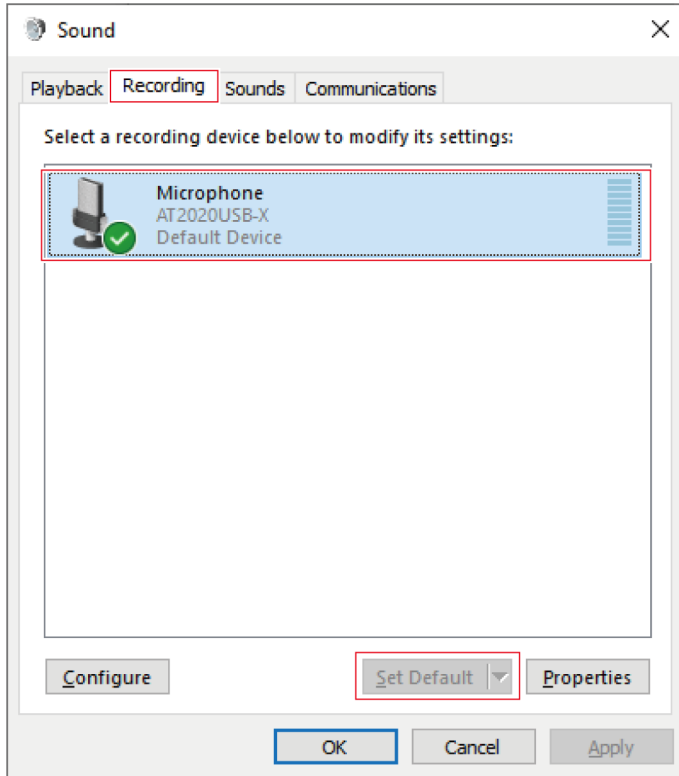 Sound
Playback Recording Sounds Communications
Select a recording device below to modify its settings:
Microphone
AT2020USB-X
Default Device
Configure Set Default Properties
OK Cancel Apply